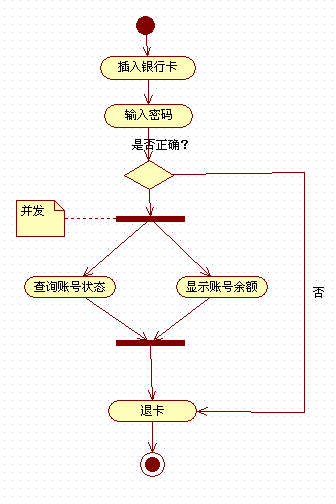 插入银行卡
输入密码
是否正确?
并发
查询账号状态
显示账号余额
否
退卡